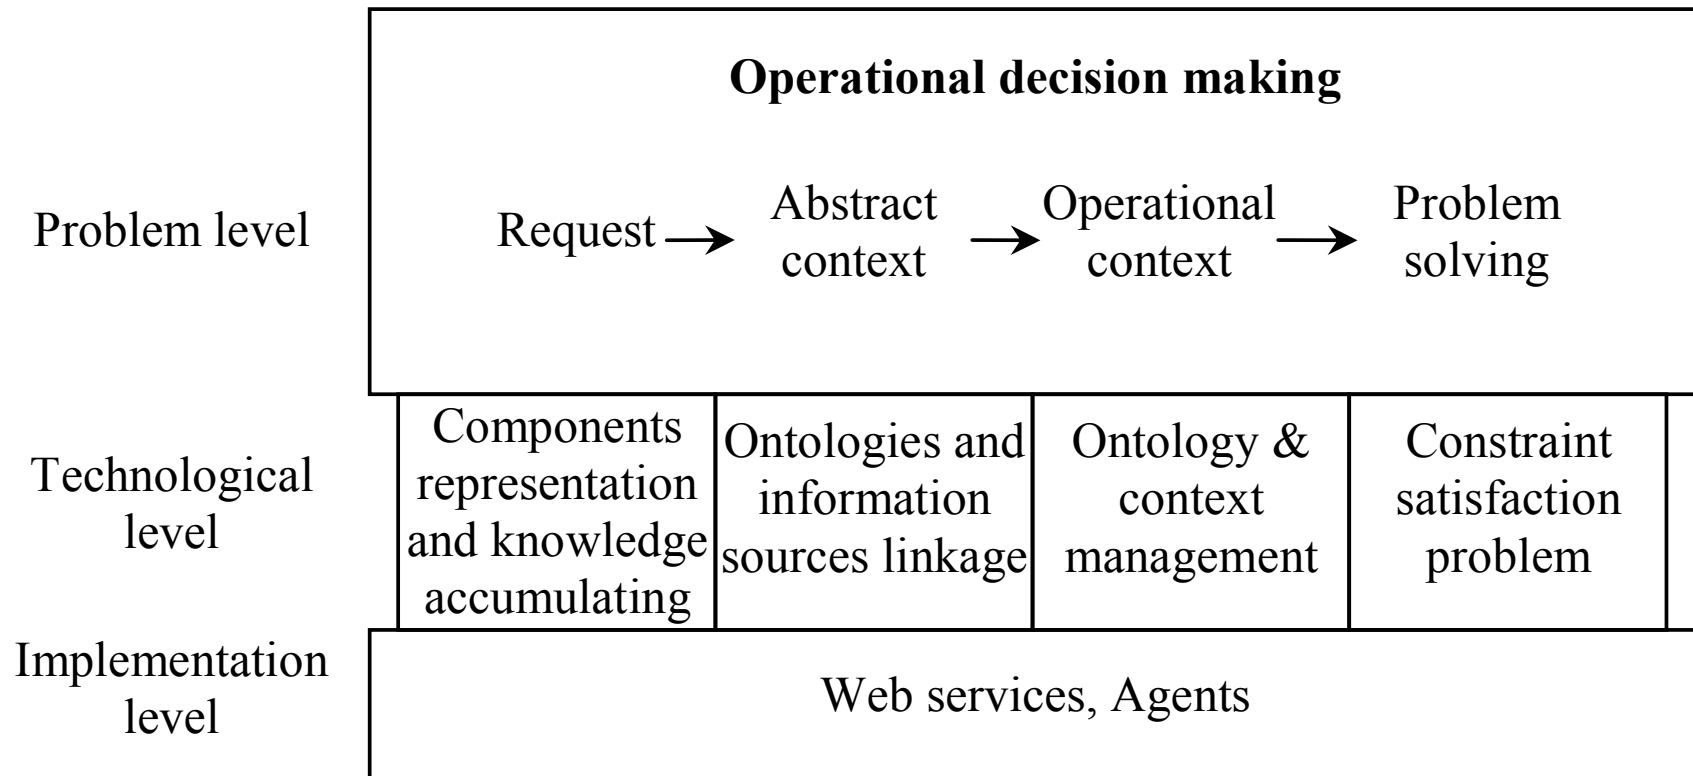 Operational decision making
Problem level
Request
Abstract
context
Operational
context
Problem
solving
Technological
level
Components
representation
and knowledge
accumulating
Ontologies and
information
sources linkage
Ontology &
context
management
Constraint
satisfaction
problem
Implementation
level
Web services, Agents